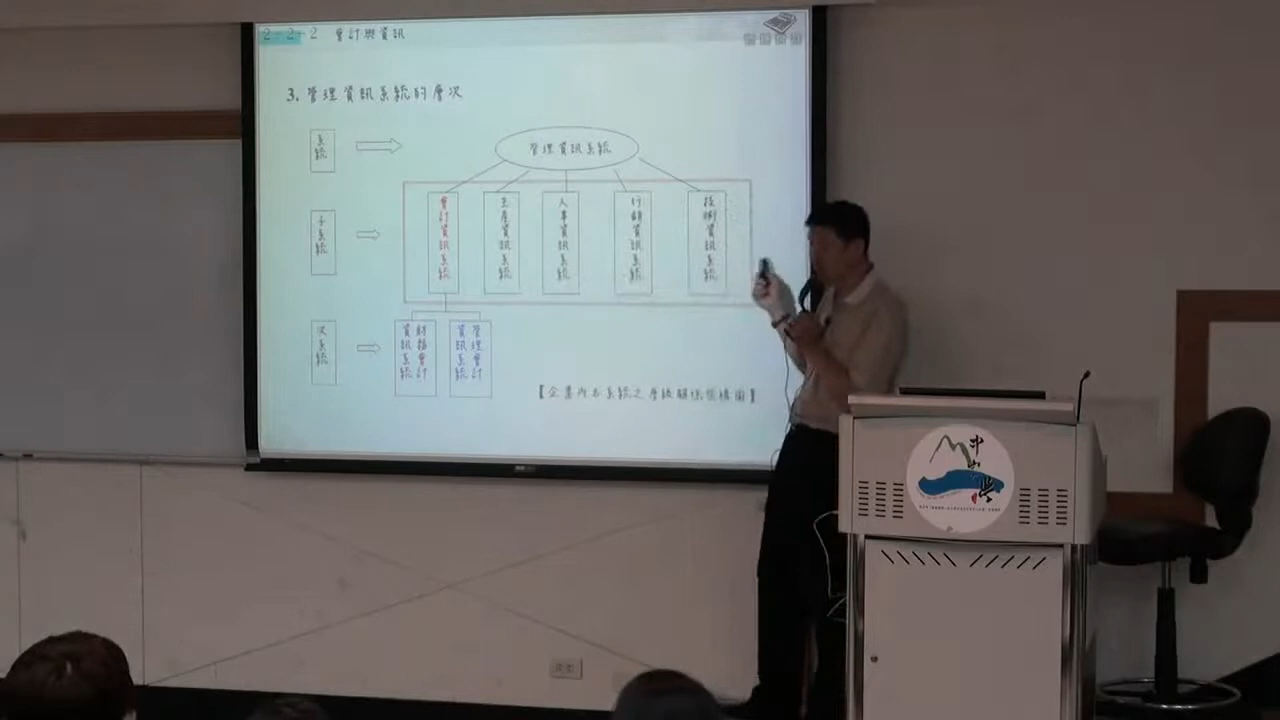 2-2-2 會計與資訊
3. 管理資訊系統的層次
系統
管理資訊系統
子系統
會計資訊系統
生產資訊系統
人事資訊系統
行銷資訊系統
技術資訊系統
次系統
財務會計資訊系統
管理會計資訊系統
【企業內各系統之層級關係架構圖】
中山學